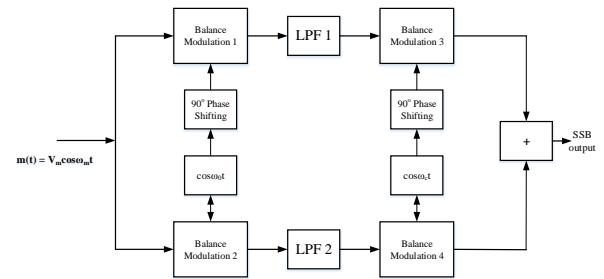 Balance
Modulation 1
LPF 1
Balance
Modulation 3
90° Phase
Shifting
90° Phase
Shifting
m(t) = Vₘcosωₘt
+
SSB
output
cosω₀t
cosω꜀t
Balance
Modulation 2
LPF 2
Balance
Modulation 4